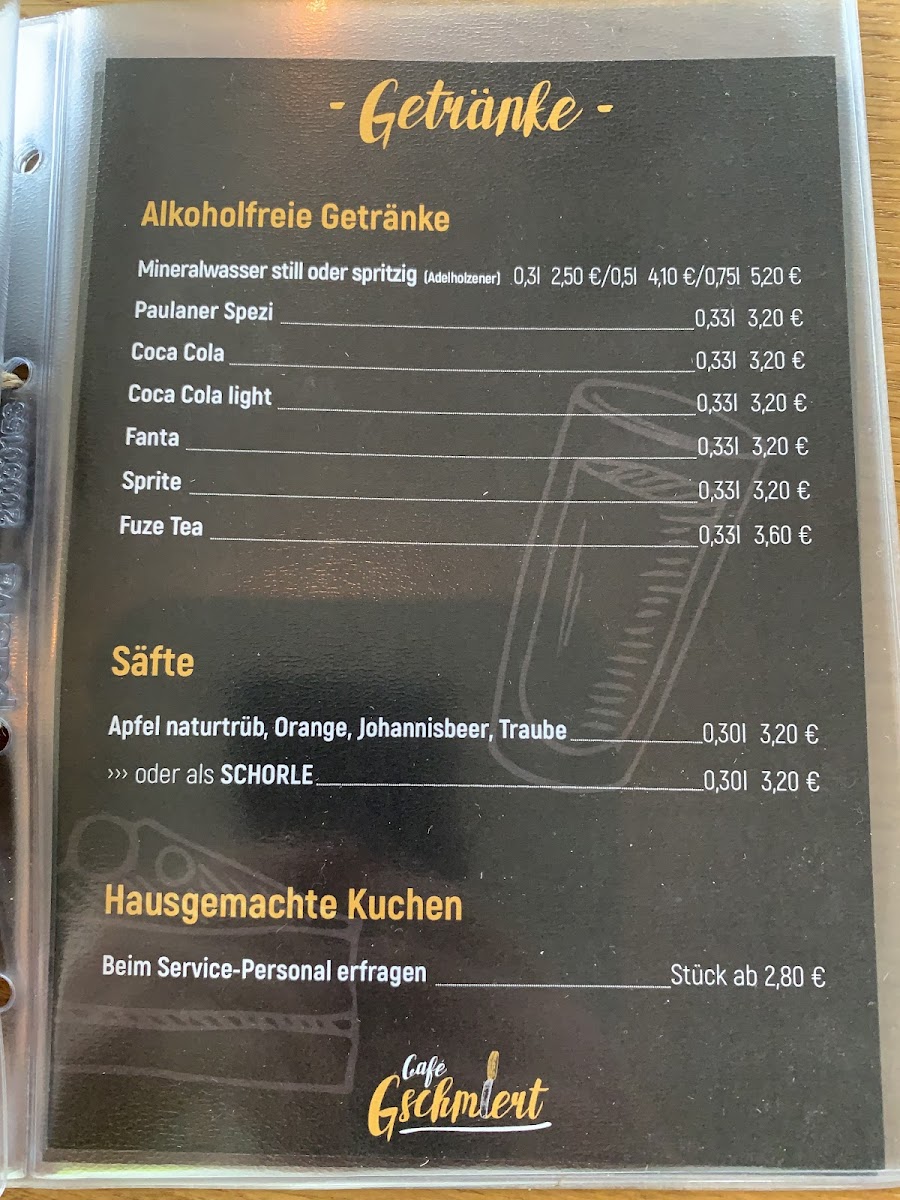 - Getränke -
Alkoholfreie Getränke
Mineralwasser still oder spritzig (Adelholzener) 0,3l 2,50 €/0,5l 4,10 €/0,75l 5,20 €
Paulaner Spezi 0,33l 3,20 €
Coca Cola 0,33l 3,20 €
Coca Cola light 0,33l 3,20 €
Fanta 0,33l 3,20 €
Sprite 0,33l 3,20 €
Fuze Tea 0,33l 3,60 €
Säfte
Apfel naturtrüb, Orange, Johannisbeer, Traube 0,30l 3,20 €
››› oder als SCHORLE 0,30l 3,20 €
Hausgemachte Kuchen
Beim Service-Personal erfragen Stück ab 2,80 €
Café
Gschmiert